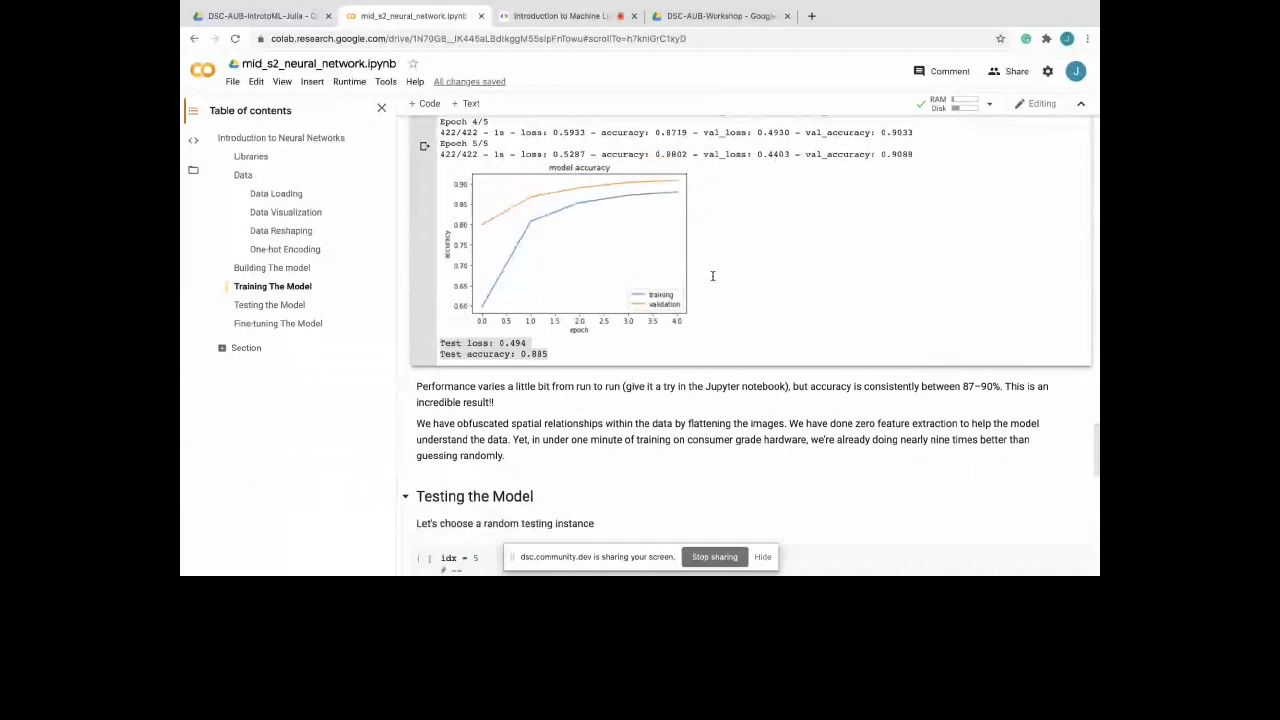 DSC-AUB-IntrotoML-Julia - C
mid_s2_neural_network.ipynb
Introduction to Machine L
DSC-AUB-Workshop - Google
File Edit View Insert Runtime Tools Help All changes saved
Comment
Share
J
Table of contents
Introduction to Neural Networks
Libraries
Data
Data Loading
Data Visualization
Data Reshaping
One-hot Encoding
Building The model
Training The Model
Testing the Model
Fine-tuning The Model
Section
+ Code + Text
RAM
Disk
Editing
Epoch 4/5
422/422 - 1s - loss: 0.5933 - accuracy: 0.8719 - val_loss: 0.4930 - val_accuracy: 0.9033
Epoch 5/5
422/422 - 1s - loss: 0.5287 - accuracy: 0.8802 - val_loss: 0.4403 - val_accuracy: 0.9088
model accuracy
0.90
0.85
0.80
0.75
0.70
0.65
0.60
accuracy
training
validation
0.0 0.5 1.0 1.5 2.0 2.5 3.0 3.5 4.0
epoch
Test loss: 0.494
Test accuracy: 0.885
Performance varies a little bit from run to run (give it a try in the Jupyter notebook), but accuracy is consistently between 87–90%. This is an
incredible result!!
We have obfuscated spatial relationships within the data by flattening the images. We have done zero feature extraction to help the model
understand the data. Yet, in under one minute of training on consumer grade hardware, we're already doing nearly nine times better than
guessing randomly.
Testing the Model
Let's choose a random testing instance
[ ] idx = 5
# --
dsc.community.dev is sharing your screen. Stop sharing Hide